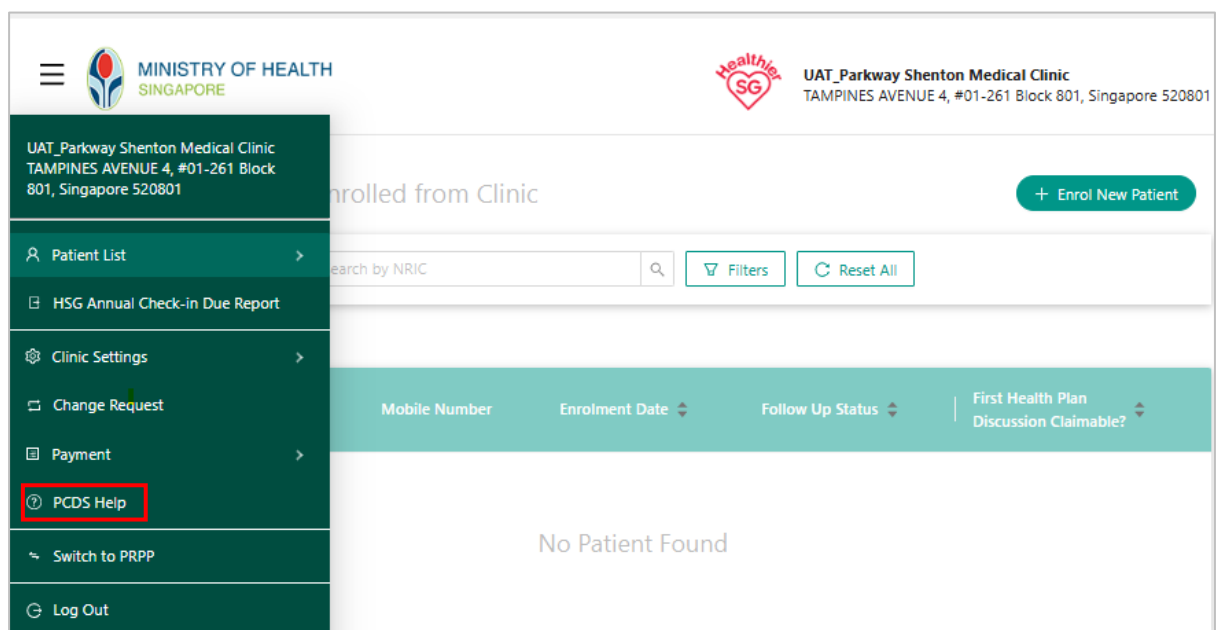 MINISTRY OF HEALTH
SINGAPORE
Healthier
SG
UAT_Parkway Shenton Medical Clinic
TAMPINES AVENUE 4, #01-261 Block 801, Singapore 520801
UAT_Parkway Shenton Medical Clinic
TAMPINES AVENUE 4, #01-261 Block
801, Singapore 520801
nrolled from Clinic
+ Enrol New Patient
Patient List
earch by NRIC
Filters
Reset All
HSG Annual Check-in Due Report
Clinic Settings
Change Request
Mobile Number
Enrolment Date
Follow Up Status
First Health Plan
Discussion Claimable?
Payment
PCDS Help
No Patient Found
Switch to PRPP
Log Out